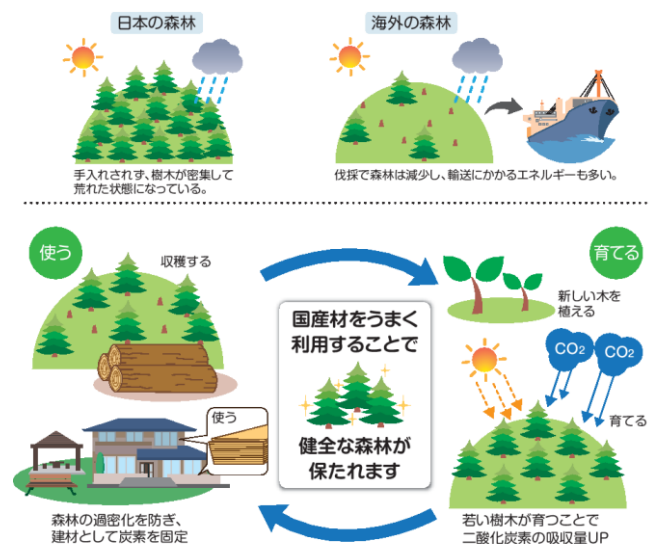 日本の森林
海外の森林
手入れされず、樹木が密集して
荒れた状態になっている。
伐採で森林は減少し、輸送にかかるエネルギーも多い。
使う
収穫する
育てる
新しい木を
植える
国産材をうまく
利用することで
健全な森林が
保たれます
CO2
CO2
育てる
使う
森林の過密化を防ぎ、
建材として炭素を固定
若い樹木が育つことで
二酸化炭素の吸収量UP